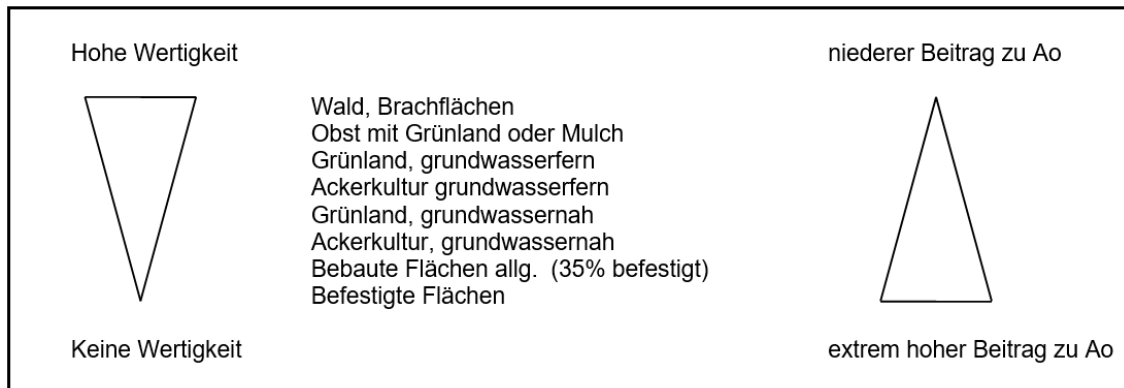 Hohe Wertigkeit
niederer Beitrag zu Ao
Wald, Brachflächen
Obst mit Grünland oder Mulch
Grünland, grundwasserfern
Ackerkultur grundwasserfern
Grünland, grundwassernah
Ackerkultur, grundwassernah
Bebaute Flächen allg. (35% befestigt)
Befestigte Flächen
Keine Wertigkeit
extrem hoher Beitrag zu Ao